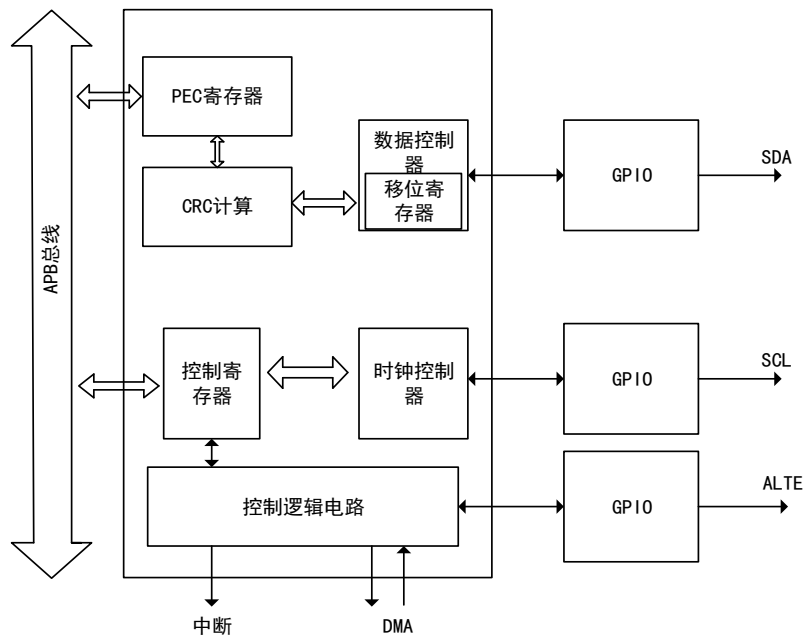 PEC寄存器
数据控制
器
移位寄
存器
GPIO
SDA
CRC计算
APB总线
控制寄
存器
时钟控制
器
GPIO
SCL
控制逻辑电路
GPIO
ALTE
中断
DMA